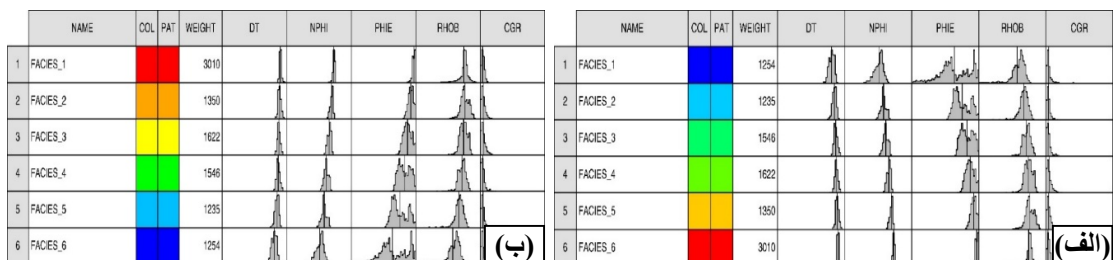 NAME COL PAT WEIGHT DT NPHI PHIE RHOB CGR
1 FACIES_1 3010
2 FACIES_2 1350
3 FACIES_3 1622
4 FACIES_4 1546
5 FACIES_5 1235
6 FACIES_6 1254
(ب)
NAME COL PAT WEIGHT DT NPHI PHIE RHOB CGR
1 FACIES_1 1254
2 FACIES_2 1235
3 FACIES_3 1546
4 FACIES_4 1622
5 FACIES_5 1350
6 FACIES_6 3010
(الف)